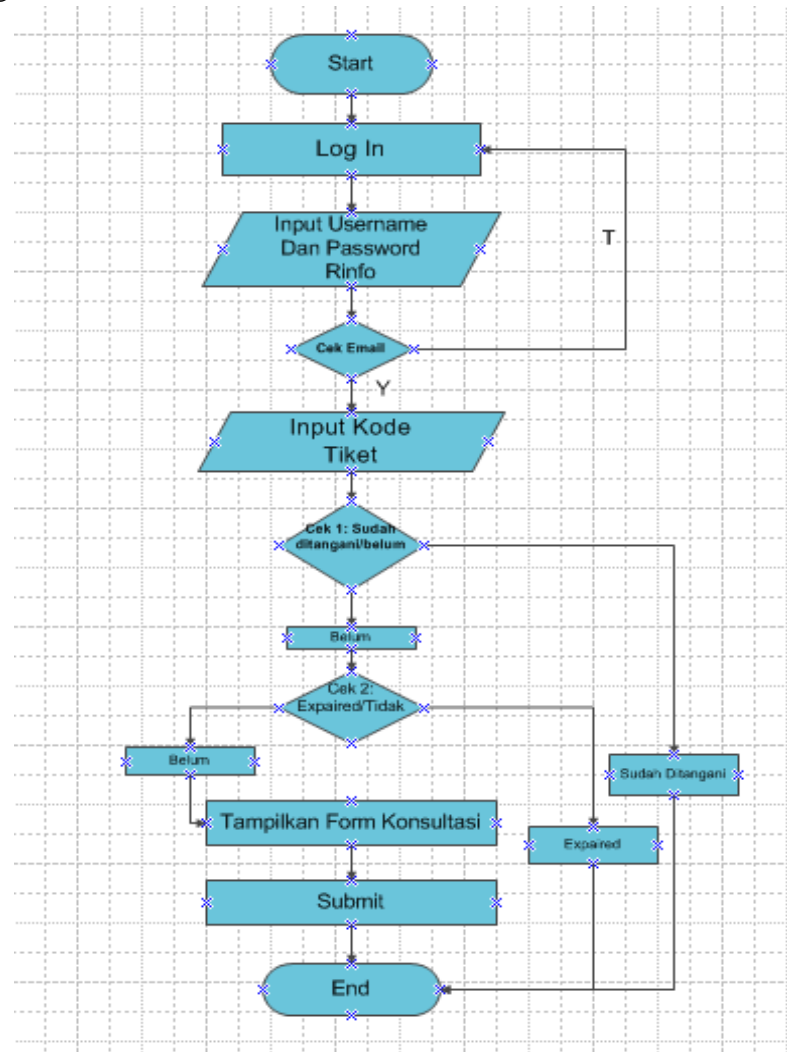 Start
Log In
T
Input Username
Dan Password
Rinfo
Cek Email
Y
Input Kode
Tiket
Cek 1: Sudah
ditangani/belum
Belum
Cek 2:
Expaired/Tidak
Belum
Sudah Ditangani
Tampilkan Form Konsultasi
Expaired
Submit
End